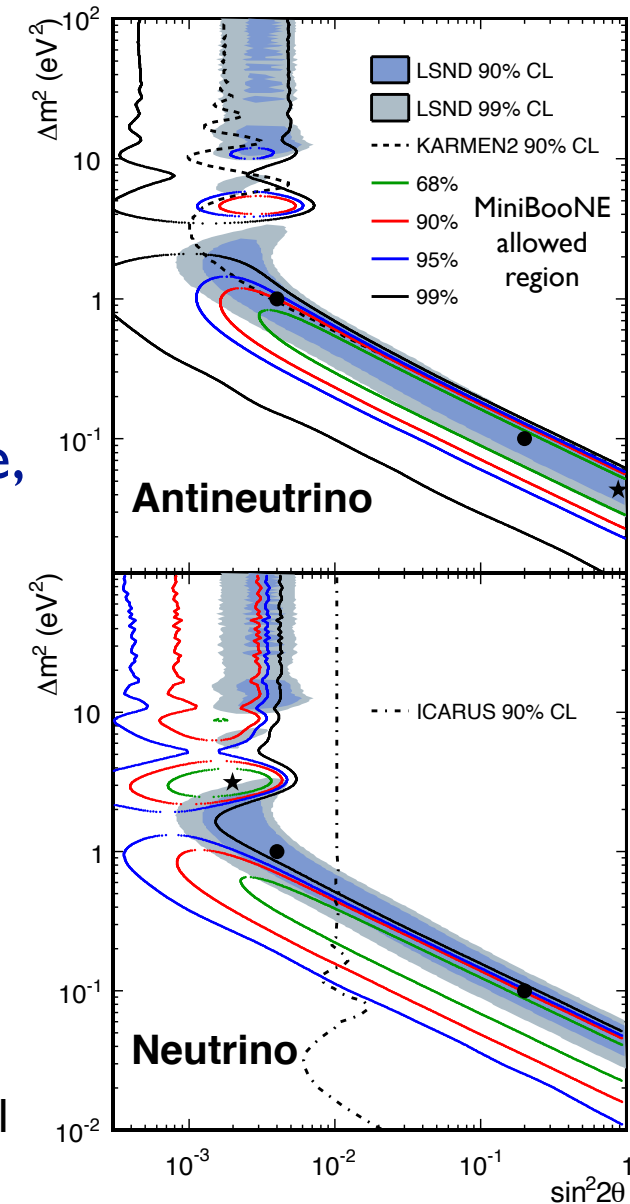 10²
Δm² (eV²)
LSND 90% CL
LSND 99% CL
KARMEN2 90% CL
68%
90%
95%
99%
MiniBooNE
allowed
region
10
1
10⁻¹
e,
Antineutrino
Δm² (eV²)
ICARUS 90% CL
10
1
10⁻¹
Neutrino
l
10⁻²
10⁻³ 10⁻² 10⁻¹ 1
sin²2θ